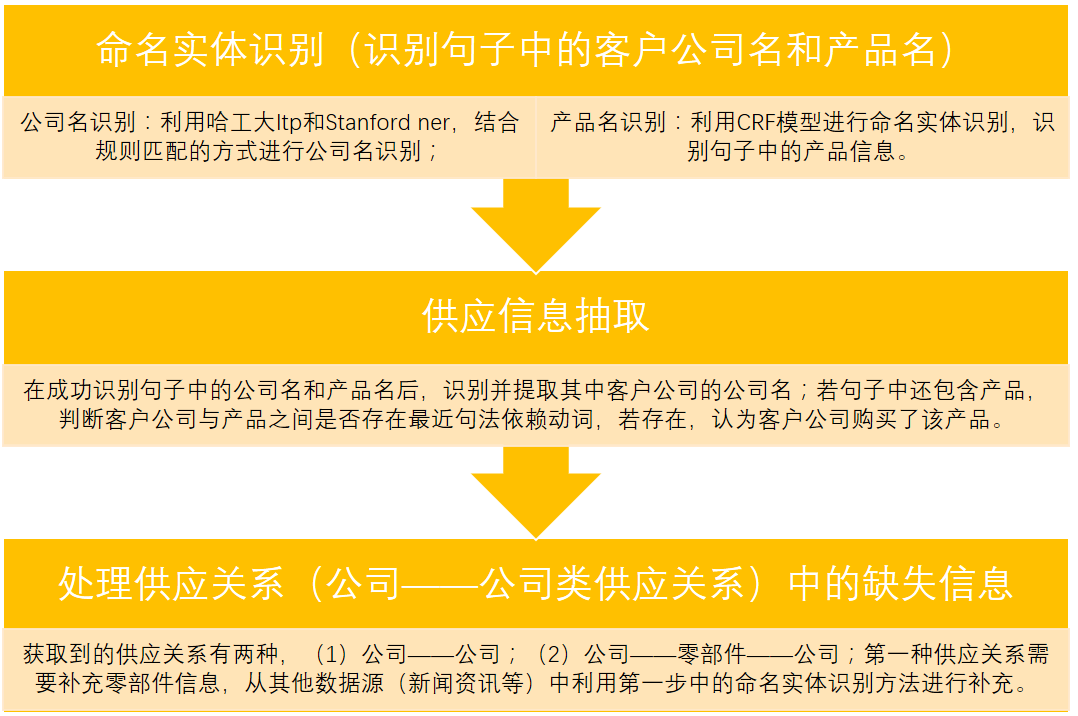 命名实体识别（识别句子中的客户公司名和产品名）
公司名识别：利用哈工大ltp和Stanford ner，结合
规则匹配的方式进行公司名识别；
产品名识别：利用CRF模型进行命名实体识别，识
别句子中的产品信息。
供应信息抽取
在成功识别句子中的公司名和产品名后，识别并提取其中客户公司的公司名；若句子中还包含产品，
判断客户公司与产品之间是否存在最近句法依赖动词，若存在，认为客户公司购买了该产品。
处理供应关系（公司——公司类供应关系）中的缺失信息
获取到的供应关系有两种，（1）公司——公司；（2）公司——零部件——公司；第一种供应关系需
要补充零部件信息，从其他数据源（新闻资讯等）中利用第一步中的命名实体识别方法进行补充。